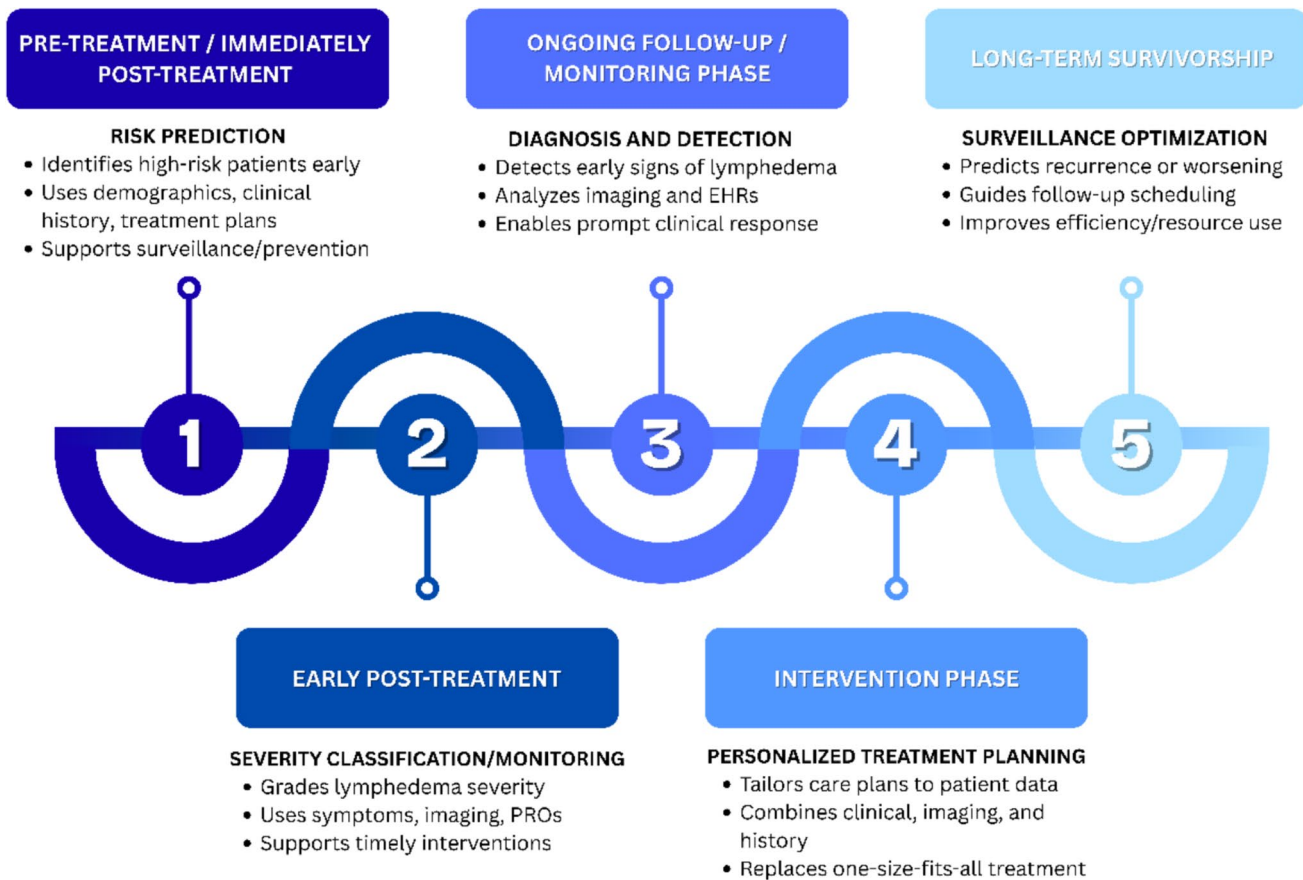 PRE-TREATMENT / IMMEDIATELY
POST-TREATMENT
RISK PREDICTION
• Identifies high-risk patients early
• Uses demographics, clinical
history, treatment plans
• Supports surveillance/prevention
ONGOING FOLLOW-UP /
MONITORING PHASE
DIAGNOSIS AND DETECTION
• Detects early signs of lymphedema
• Analyzes imaging and EHRs
• Enables prompt clinical response
LONG-TERM SURVIVORSHIP
SURVEILLANCE OPTIMIZATION
• Predicts recurrence or worsening
• Guides follow-up scheduling
• Improves efficiency/resource use
1
2
3
4
5
EARLY POST-TREATMENT
SEVERITY CLASSIFICATION/MONITORING
• Grades lymphedema severity
• Uses symptoms, imaging, PROs
• Supports timely interventions
INTERVENTION PHASE
PERSONALIZED TREATMENT PLANNING
• Tailors care plans to patient data
• Combines clinical, imaging, and
history
• Replaces one-size-fits-all treatment